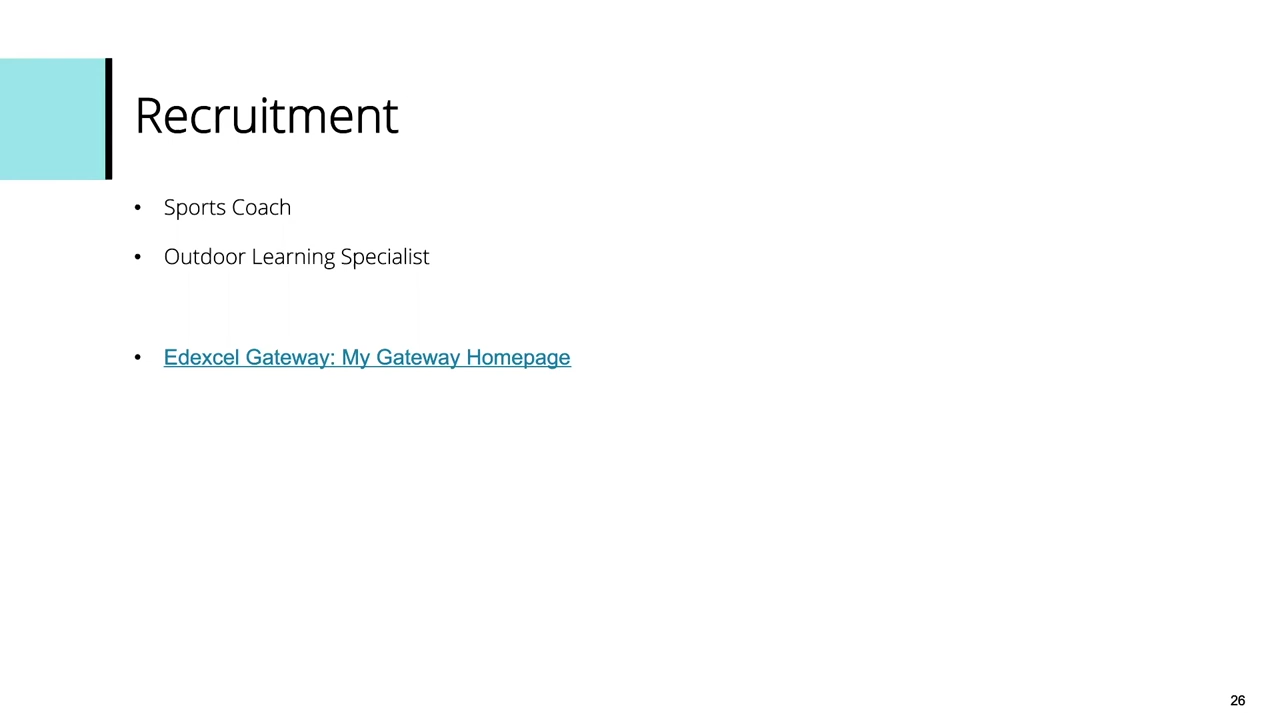 Recruitment
• Sports Coach
• Outdoor Learning Specialist
• Edexcel Gateway: My Gateway Homepage
26